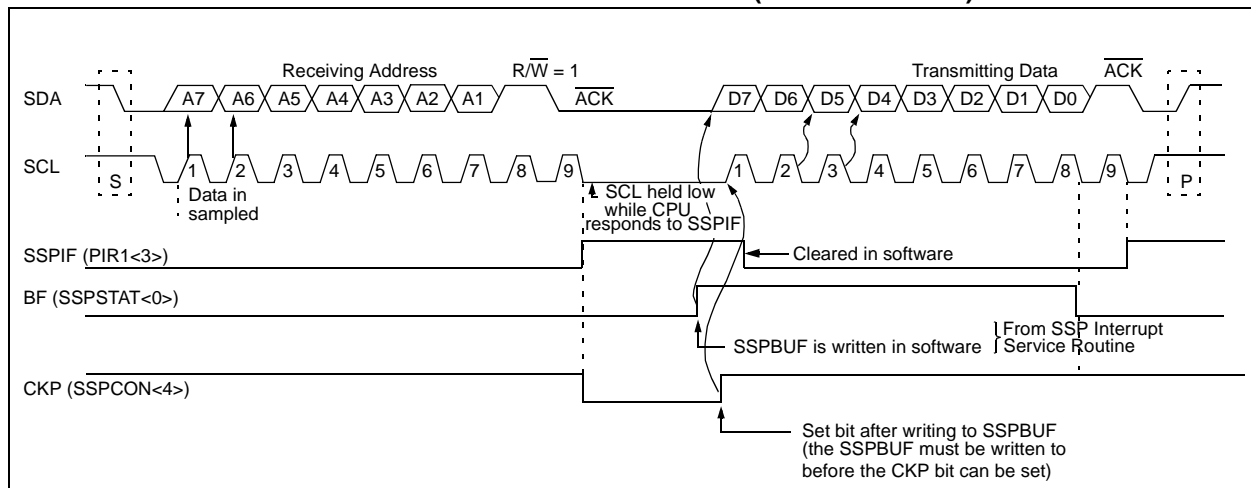 Receiving Address R/W = 1 Transmitting Data ACK
SDA A7 A6 A5 A4 A3 A2 A1 ACK D7 D6 D5 D4 D3 D2 D1 D0
SCL S 1 2 3 4 5 6 7 8 9 1 2 3 4 5 6 7 8 9 P
Data in
sampled
SCL held low
while CPU
responds to SSPIF
SSPIF (PIR1<3>)
Cleared in software
BF (SSPSTAT<0>)
SSPBUF is written in software
From SSP Interrupt
Service Routine
CKP (SSPCON<4>)
Set bit after writing to SSPBUF
(the SSPBUF must be written to
before the CKP bit can be set)